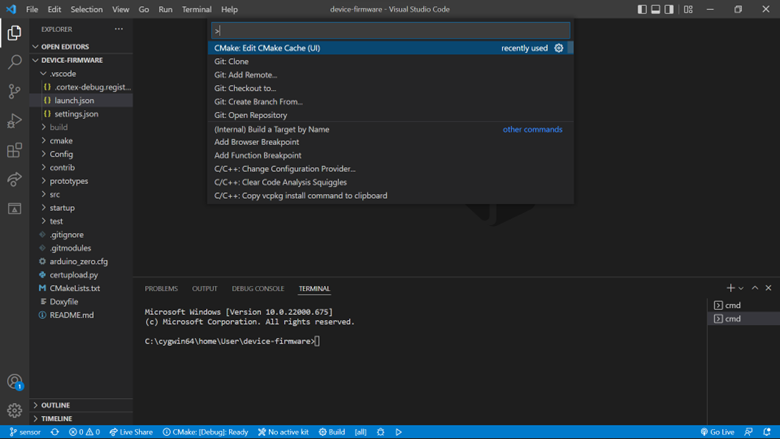 File Edit Selection View Go Run Terminal Help
device-firmware - Visual Studio Code
EXPLORER
OPEN EDITORS
DEVICE-FIRMWARE
.vscode
.cortex-debug.regist...
launch.json
settings.json
build
cmake
Config
contrib
prototypes
src
startup
test
.gitignore
.gitmodules
arduino_zero.cfg
certupload.py
CMakeLists.txt
Doxyfile
README.md
OUTLINE
TIMELINE
>
CMake: Edit CMake Cache (UI) recently used
Git: Clone
Git: Add Remote...
Git: Checkout to...
Git: Create Branch From...
Git: Open Repository
(Internal) Build a Target by Name other commands
Add Browser Breakpoint
Add Function Breakpoint
C/C++: Change Configuration Provider...
C/C++: Clear Code Analysis Squiggles
C/C++: Copy vcpkg install command to clipboard
PROBLEMS OUTPUT DEBUG CONSOLE TERMINAL
Microsoft Windows [Version 10.0.22000.675]
(c) Microsoft Corporation. All rights reserved.
C:\cygwin64\home\User\device-firmware>
cmd
cmd
1
sensor 0 0 Live Share CMake: [Debug]: Ready No active kit Build [all] Go Live